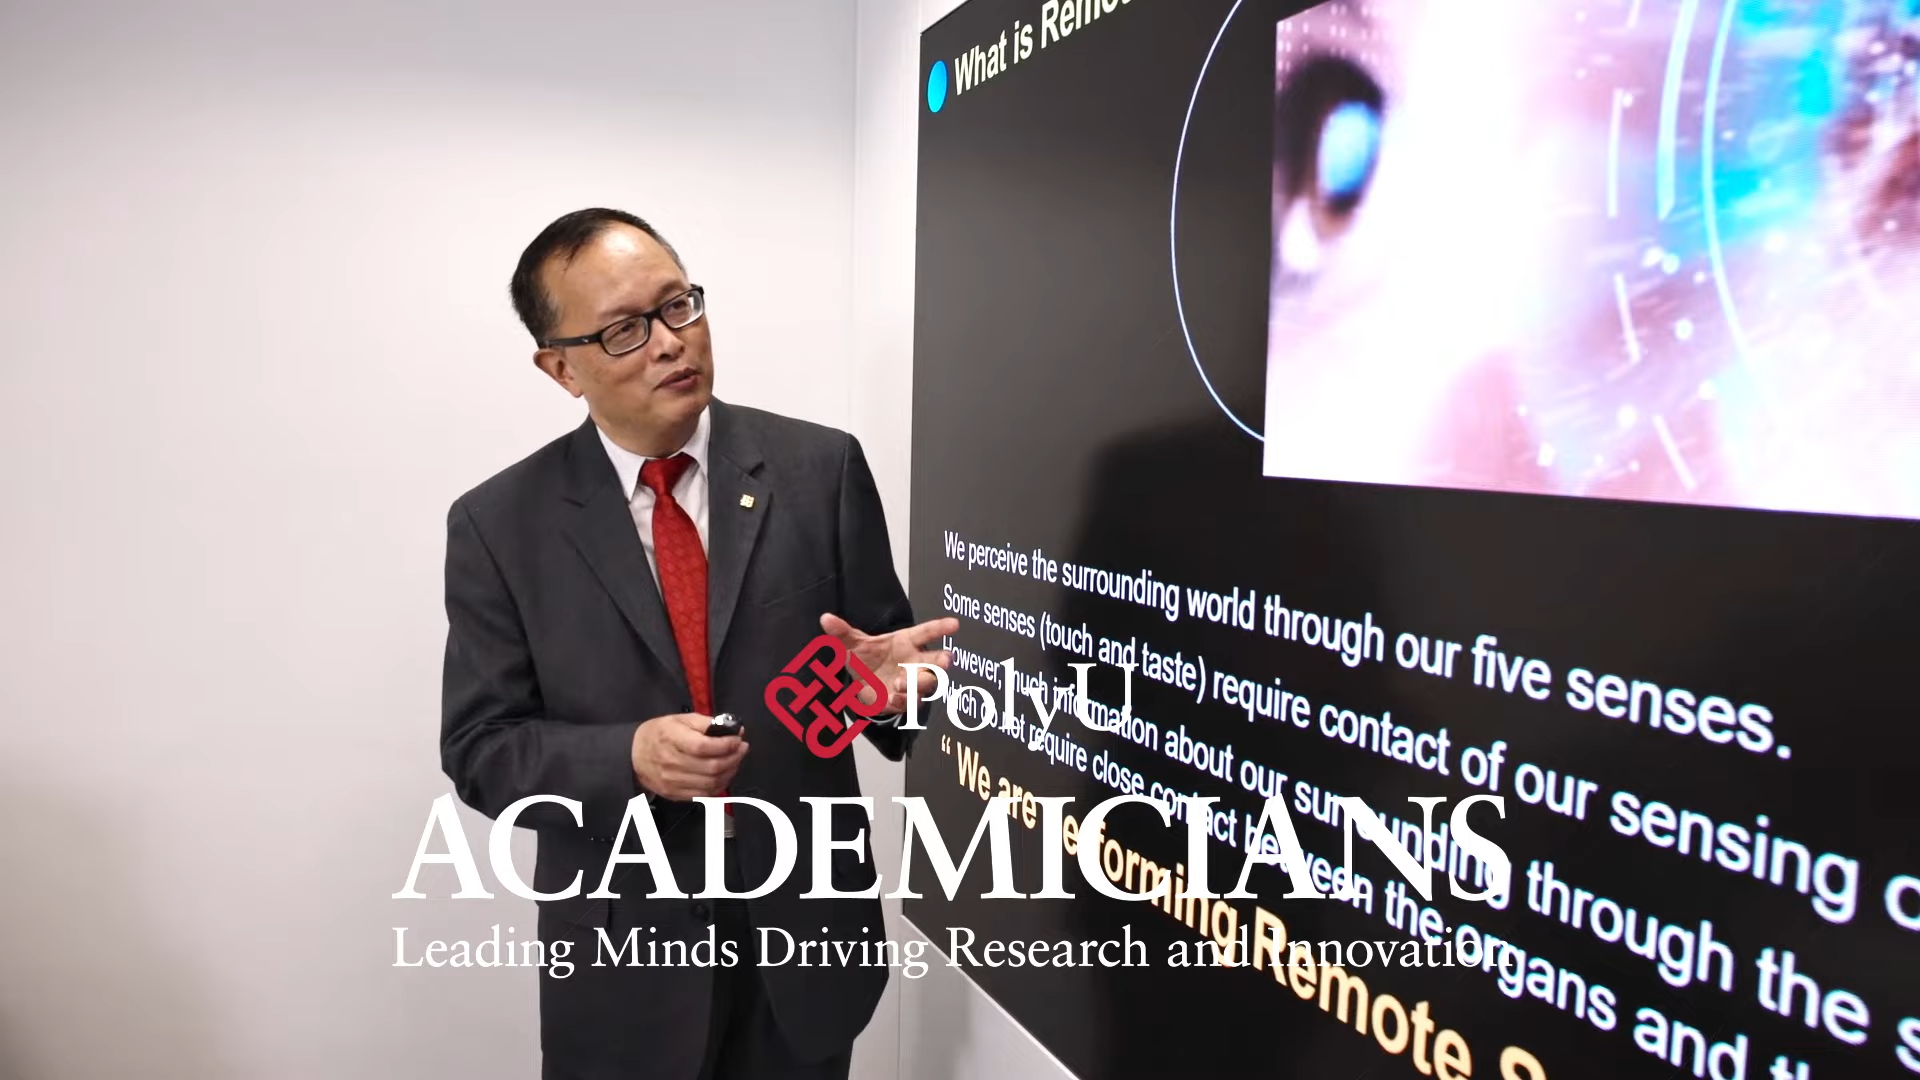 What is Remo
We perceive the surrounding world through our five senses.
Some senses (touch and taste) require contact of our sensing o
However, much information about our surrounding through the s
which do not require close contact between the organs and th
“ We are performing Remote S
PolyU
ACADEMICIANS
Leading Minds Driving Research and Innovation